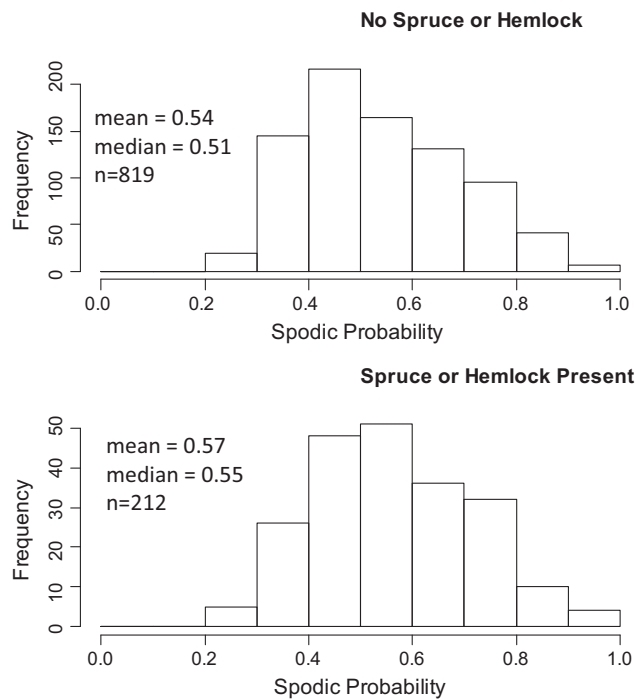 No Spruce or Hemlock
200
150
100
50
0
Frequency
mean = 0.54
median = 0.51
n=819
0.0 0.2 0.4 0.6 0.8 1.0
Spodic Probability
Spruce or Hemlock Present
50
40
30
20
10
0
Frequency
mean = 0.57
median = 0.55
n=212
0.0 0.2 0.4 0.6 0.8 1.0
Spodic Probability